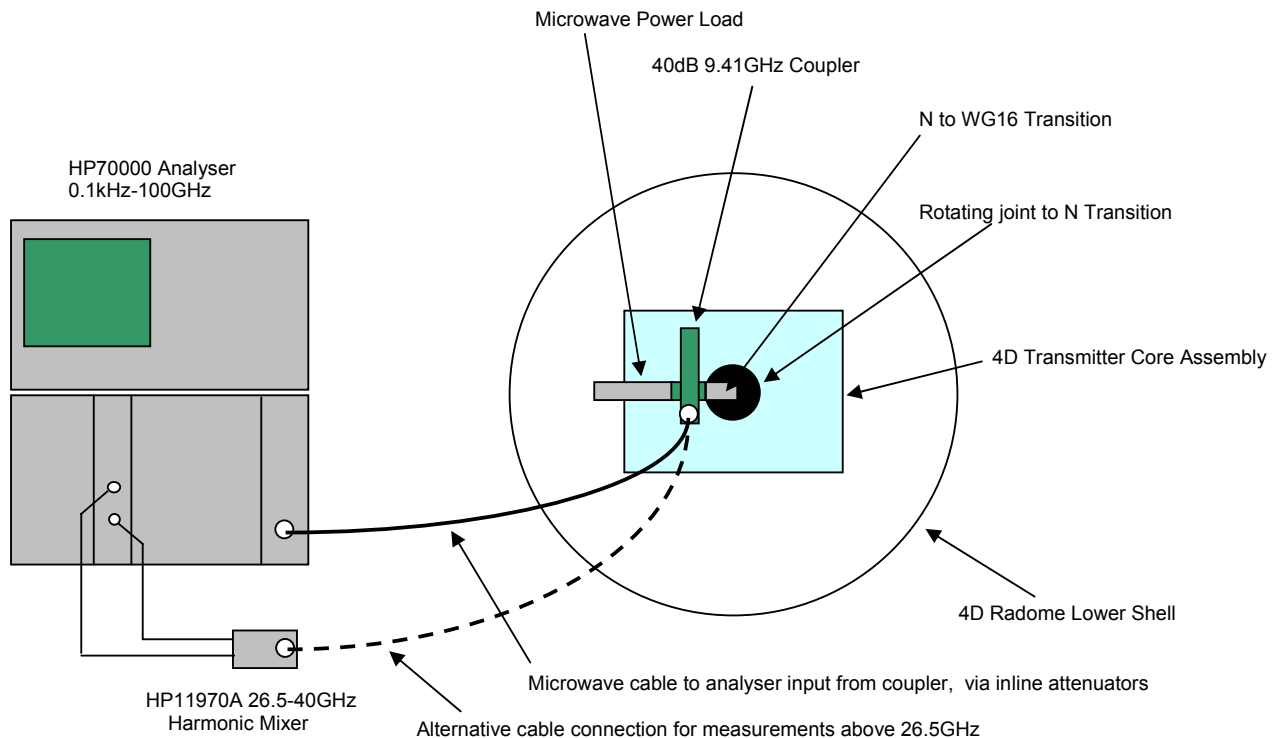 Microwave Power Load
40dB 9.41GHz Coupler
N to WG16 Transition
HP70000 Analyser
0.1kHz-100GHz
Rotating joint to N Transition
4D Transmitter Core Assembly
4D Radome Lower Shell
Microwave cable to analyser input from coupler, via inline attenuators
HP11970A 26.5-40GHz
Harmonic Mixer
Alternative cable connection for measurements above 26.5GHz